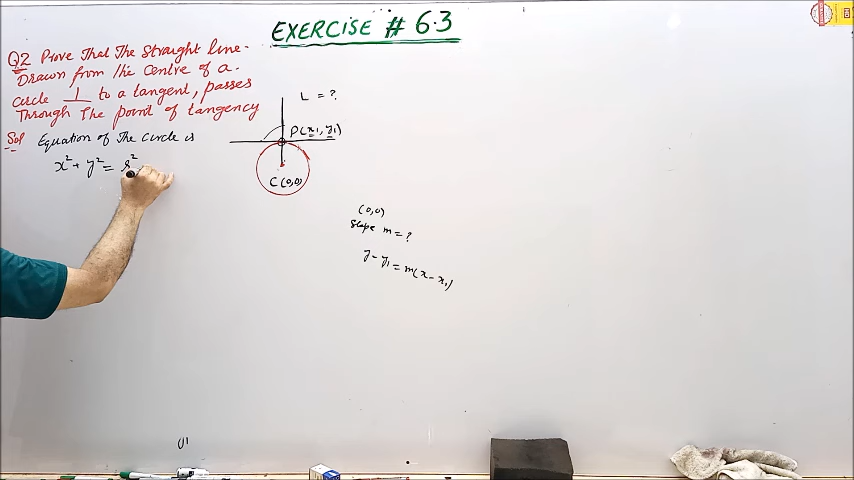 EXERCISE # 6.3
Q2 Prove That The Straight line
Drawn from the Centre of a
circle ⊥ to a tangent, passes
Through The point of tangency
Sol Equation of The Circle is
x² + y² = r²
L = ?
P(x₁, y₁)
C(0,0)
(0,0)
Slope m = ?
y - y₁ = m(x - x₁)